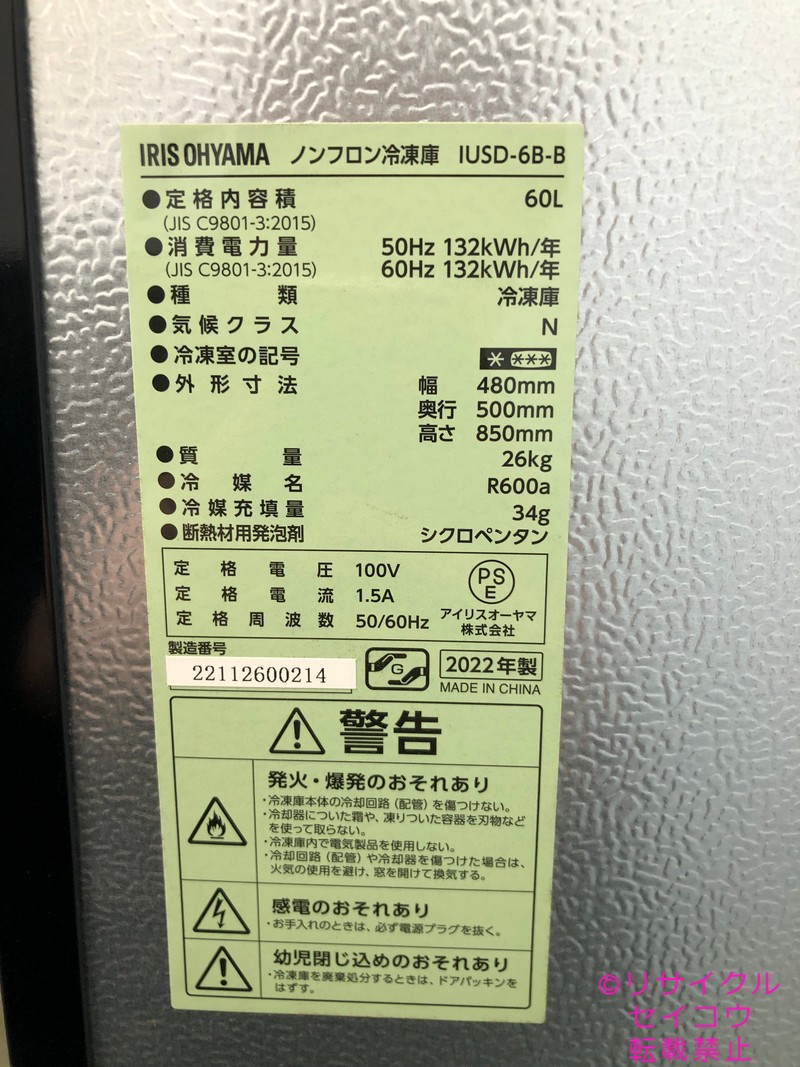 IRIS OHYAMA ノンフロン冷凍庫 IUSD-6B-B
●定格内容積 60L
(JIS C9801-3:2015)
●消費電力量 50Hz 132kWh/年
(JIS C9801-3:2015) 60Hz 132kWh/年
●種類 冷凍庫
●気候クラス N
●冷凍室の記号 * ***
●外形寸法 幅 480mm
奥行 500mm
高さ 850mm
●質量 26kg
●冷媒名 R600a
●冷媒充填量 34g
●断熱材用発泡剤 シクロペンタン
定格電圧 100V
定格電流 1.5A
定格周波数 50/60Hz
PSE
アイリスオーヤマ
株式会社
製造番号
22112600214
G
2022年製
MADE IN CHINA
警告
発火・爆発のおそれあり
・冷凍庫本体の冷却回路（配管）を傷つけない。
・冷却器についた霜や、凍りついた容器を刃物など
を使って取らない。
・冷凍庫内で電気製品を使用しない。
・冷却回路（配管）や冷却器を傷つけた場合は、
火気の使用を避け、窓を開けて換気する。
感電のおそれあり
・お手入れのときは、必ず電源プラグを抜く。
幼児閉じ込めのおそれあり
・冷凍庫を廃棄処分するときは、ドアパッキンを
はずす。
©リサイクル
セイコウ
転載禁止